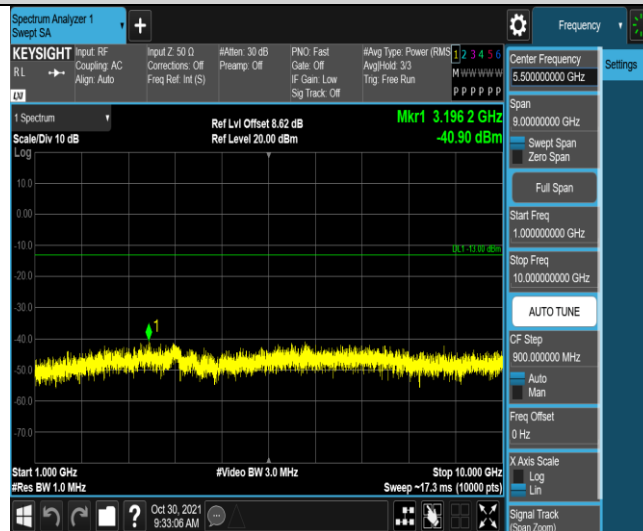 Spectrum Analyzer 1
Swept SA
+
Frequency
KEYSIGHT
RL
LXI
Input: RF
Coupling: AC
Align: Auto
Input Z: 50 Ω
Corrections: Off
Freq Ref: Int (S)
#Atten: 30 dB
Preamp: Off
PNO: Fast
Gate: Off
IF Gain: Low
Sig Track: Off
#Avg Type: Power (RMS
Avg|Hold: 3/3
Trig: Free Run
1 2 3 4 5 6
M W W W W W
P P P P P P
1 Spectrum
Scale/Div 10 dB
Log
Ref Lvl Offset 8.62 dB
Ref Level 20.00 dBm
Mkr1 3.196 2 GHz
-40.90 dBm
10.0
0.00
-10.0
DL1 -13.00 dBm
-20.0
-30.0
-40.0
1
-50.0
-60.0
-70.0
Start 1.000 GHz
#Res BW 1.0 MHz
#Video BW 3.0 MHz
Stop 10.000 GHz
Sweep ~17.3 ms (10000 pts)
?
Oct 30, 2021
9:33:06 AM
Center Frequency
5.500000000 GHz
Settings
Span
9.00000000 GHz
Swept Span
Zero Span
Full Span
Start Freq
1.000000000 GHz
Stop Freq
10.000000000 GHz
AUTO TUNE
CF Step
900.000000 MHz
Auto
Man
Freq Offset
0 Hz
X Axis Scale
Log
Lin
Signal Track
(Span Zoom)